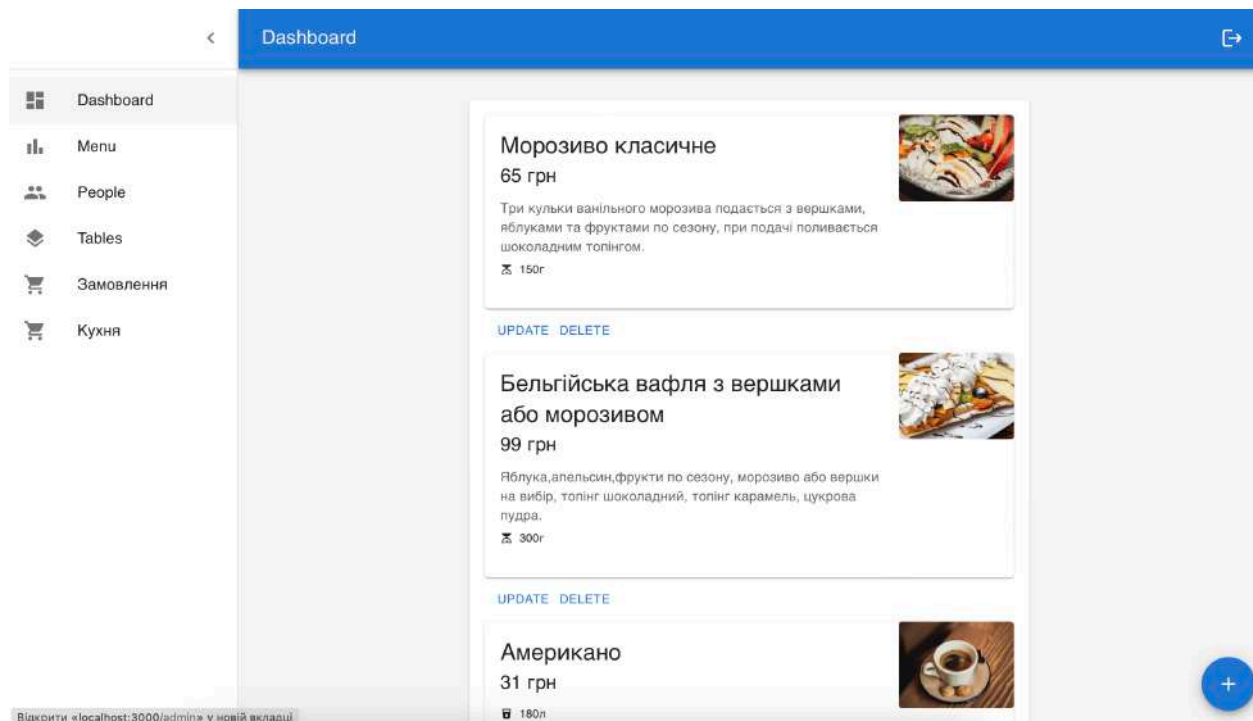 Dashboard
Dashboard
Menu
People
Tables
Замовлення
Кухня
Морозиво класичне
65 грн
Три кульки ванільного морозива подається з вершками,
яблуками та фруктами по сезону, при подачі поливається
шоколадним топінгом.
150г
UPDATE DELETE
Бельгійська вафля з вершками
або морозивом
99 грн
Яблука,апельсин,фрукти по сезону, морозиво або вершки
на вибір, топінг шоколадний, топінг карамель, цукрова
пудра.
300г
UPDATE DELETE
Американо
31 грн
180л
Відкрити «localhost:3000/admin» у новій вкладці